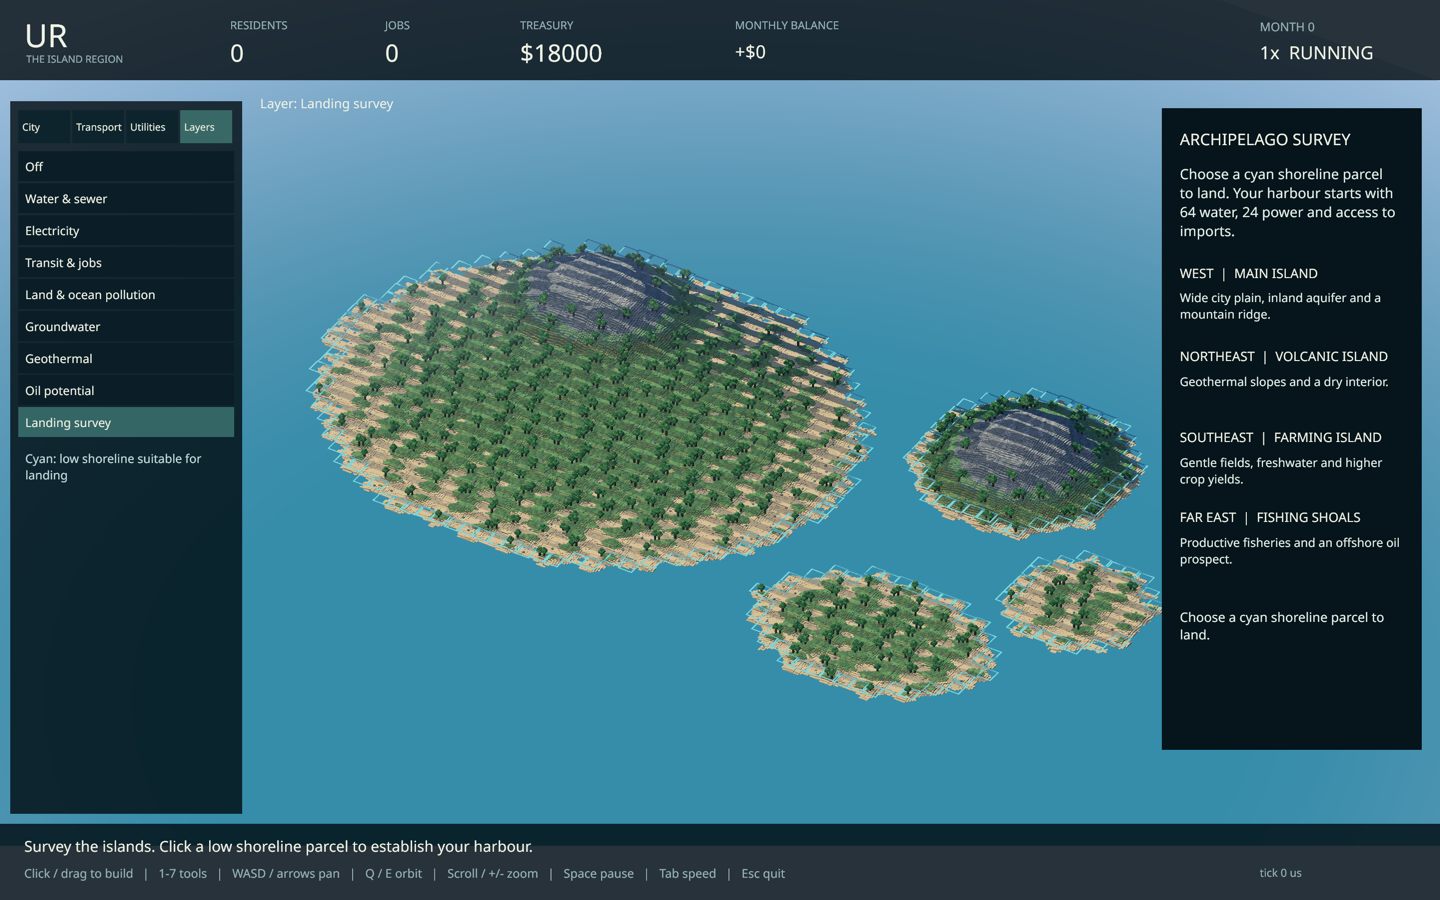 UR
THE ISLAND REGION
RESIDENTS
0
JOBS
0
TREASURY
$18000
MONTHLY BALANCE
+$0
MONTH 0
1x RUNNING
City
Transport
Utilities
Layers
Off
Water & sewer
Electricity
Transit & jobs
Land & ocean pollution
Groundwater
Geothermal
Oil potential
Landing survey
Cyan: low shoreline suitable for
landing
Layer: Landing survey
ARCHIPELAGO SURVEY
Choose a cyan shoreline parcel
to land. Your harbour starts with
64 water, 24 power and access to
imports.
WEST | MAIN ISLAND
Wide city plain, inland aquifer and a
mountain ridge.
NORTHEAST | VOLCANIC ISLAND
Geothermal slopes and a dry interior.
SOUTHEAST | FARMING ISLAND
Gentle fields, freshwater and higher
crop yields.
FAR EAST | FISHING SHOALS
Productive fisheries and an offshore oil
prospect.
Choose a cyan shoreline parcel to
land.
Survey the islands. Click a low shoreline parcel to establish your harbour.
Click / drag to build | 1-7 tools | WASD / arrows pan | Q / E orbit | Scroll / +/- zoom | Space pause | Tab speed | Esc quit
tick 0 us